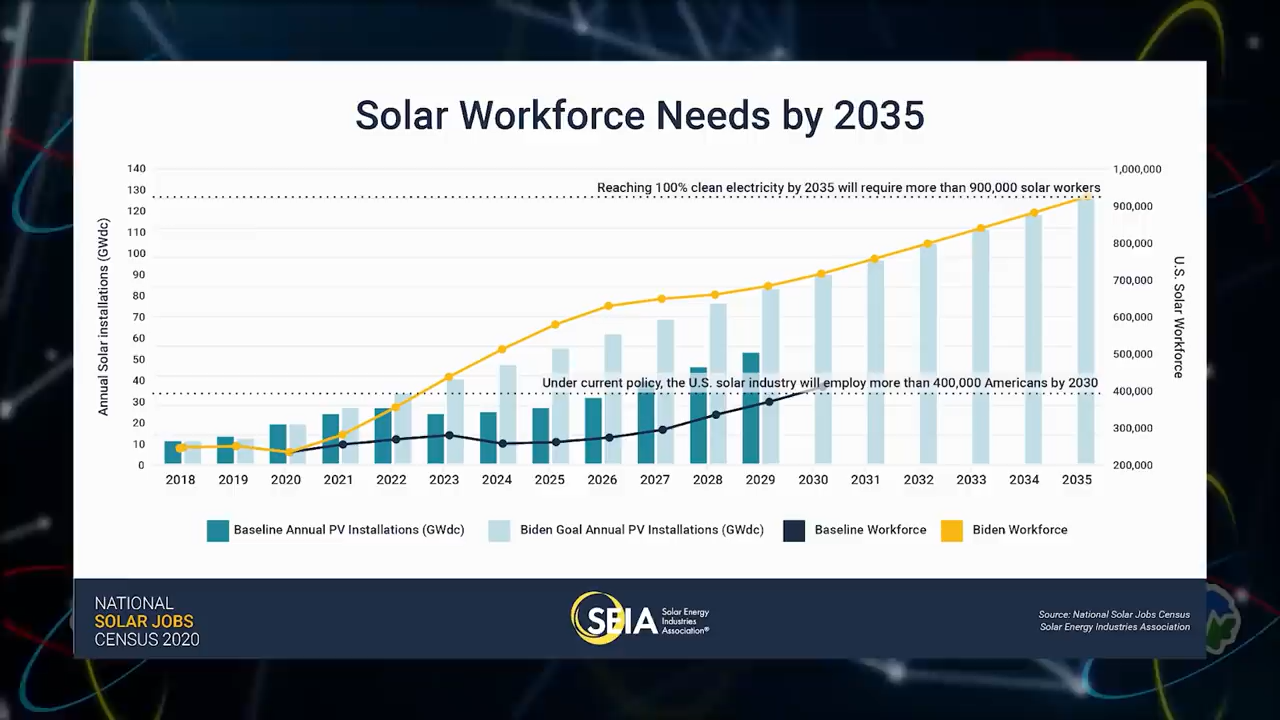 Solar Workforce Needs by 2035
140
130
120
110
100
90
80
70
60
50
40
30
20
10
0
Annual Solar installations (GWdc)
1,000,000
900,000
800,000
700,000
600,000
500,000
400,000
300,000
200,000
U.S. Solar Workforce
Reaching 100% clean electricity by 2035 will require more than 900,000 solar workers
Under current policy, the U.S. solar industry will employ more than 400,000 Americans by 2030
2018 2019 2020 2021 2022 2023 2024 2025 2026 2027 2028 2029 2030 2031 2032 2033 2034 2035
Baseline Annual PV Installations (GWdc) Biden Goal Annual PV Installations (GWdc) Baseline Workforce Biden Workforce
NATIONAL
SOLAR JOBS
CENSUS 2020
SEIA
Solar Energy
Industries
Association®
Source: National Solar Jobs Census
Solar Energy Industries Association